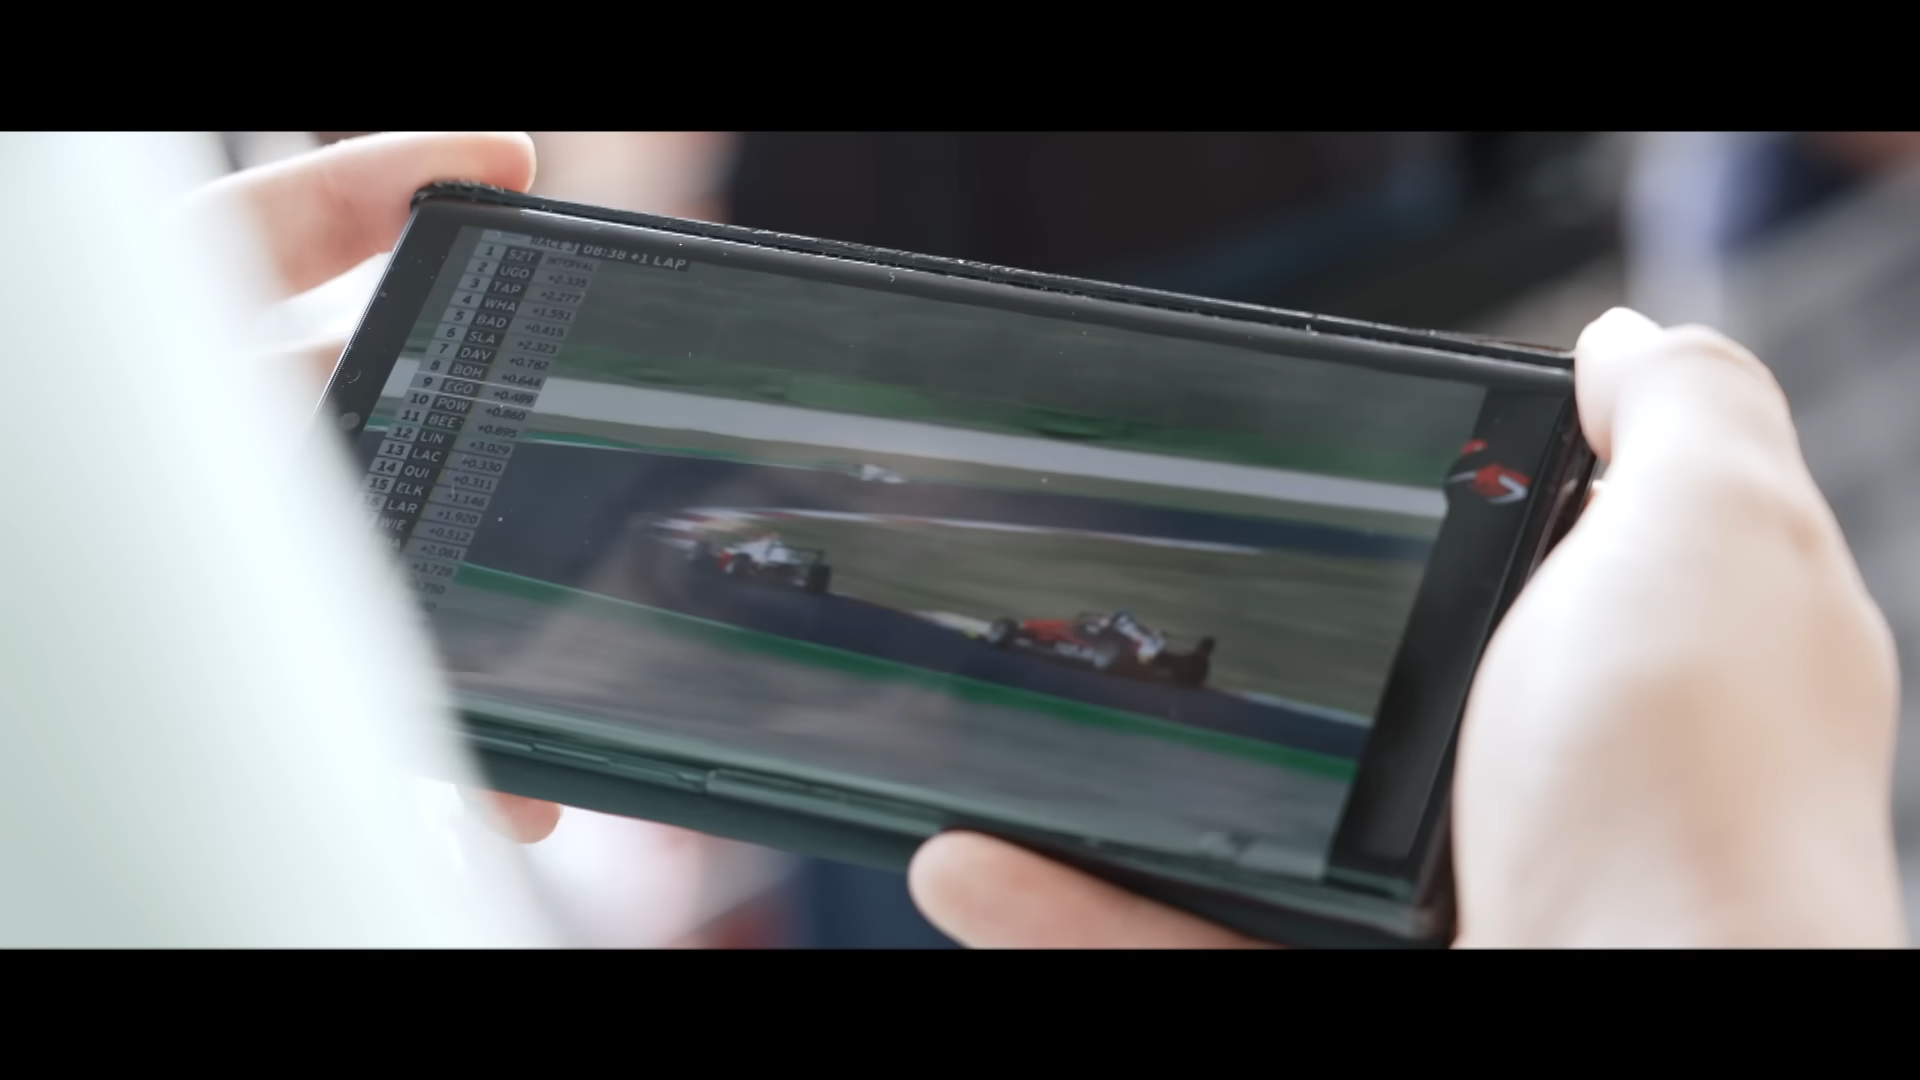 RACE 3 08:38 +1 LAP
1 SZT INTERVAL
2 UGO +2.335
3 TAP +2.277
4 WHA +1.551
5 BAD +0.415
6 SLA +2.323
7 DAV +0.782
8 BOH +0.644
9 EGO +0.489
10 POW +0.860
11 BEE +0.895
12 LIN +3.029
13 LAC +0.330
14 QUI +0.311
15 ELK +1.146
LAR +1.920
WIE +0.512
+2.081
+3.728